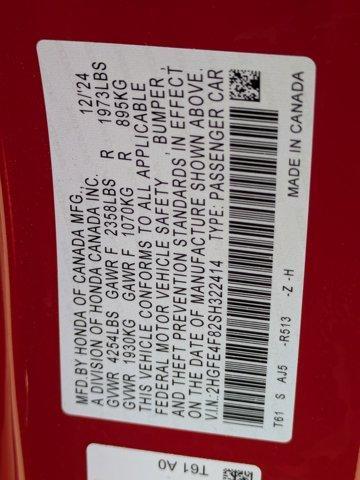 MFD.BY HONDA OF CANADA MFG., 12/'24
A DIVISION OF HONDA CANADA INC.
GVWR 4254LBS GAWR F 2358LBS R 1973LBS
GVWR 1930KG GAWR F 1070KG R 895KG
THIS VEHICLE CONFORMS TO ALL APPLICABLE
FEDERAL MOTOR VEHICLE SAFETY, BUMPER,
AND THEFT PREVENTION STANDARDS IN EFFECT
ON THE DATE OF MANUFACTURE SHOWN ABOVE.
V.I.N:2HGFE4F82SH322414 TYPE: PASSENGER CAR
T61 S AJ5 -R513 -Z -H MADE IN CANADA
T61 A0